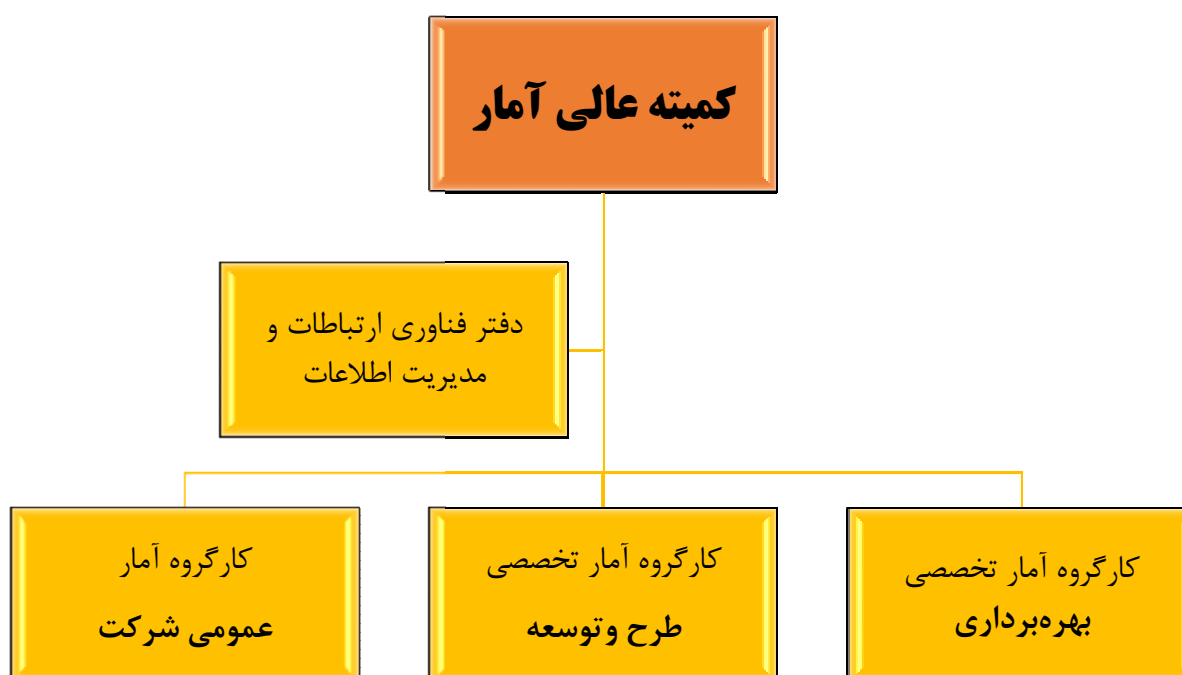 کمیته عالی آمار
دفتر فناوری ارتباطات و
مدیریت اطلاعات
کارگروه آمار تخصصی
بهره‌برداری
کارگروه آمار تخصصی
طرح وتوسعه
کارگروه آمار
عمومی شرکت